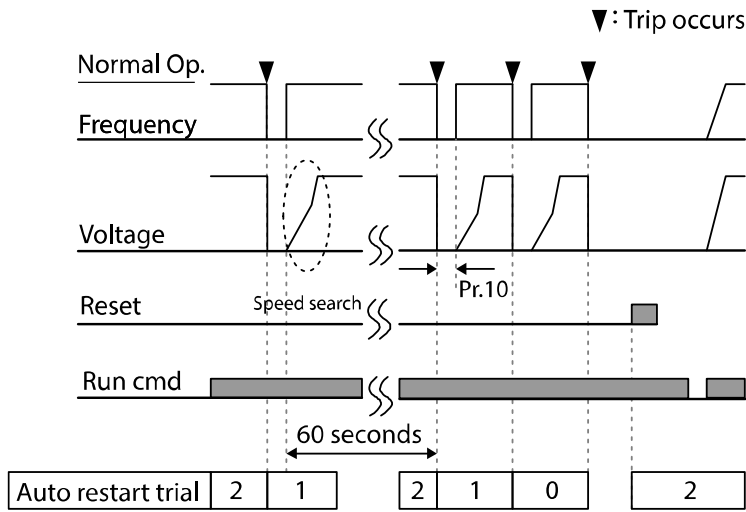 ▼: Trip occurs
Normal Op.
Frequency
Voltage
Pr.10
Reset
Speed search
Run cmd
60 seconds
Auto restart trial 2 1 2 1 0 2